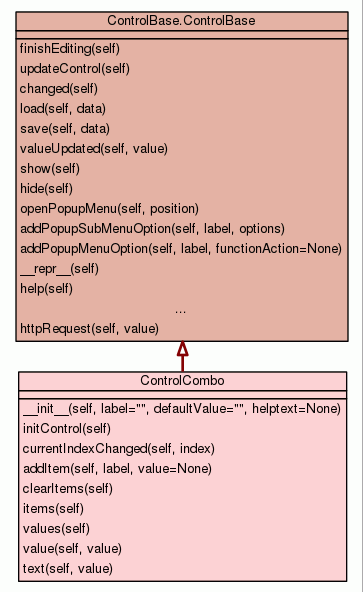 ControlBase.ControlBase
finishEditing(self)
updateControl(self)
changed(self)
load(self, data)
save(self, data)
valueUpdated(self, value)
show(self)
hide(self)
openPopupMenu(self, position)
addPopupSubMenuOption(self, label, options)
addPopupMenuOption(self, label, functionAction=None)
__repr__(self)
help(self)
...
httpRequest(self, value)
ControlCombo
__init__(self, label="", defaultValue="", helptext=None)
initControl(self)
currentIndexChanged(self, index)
addItem(self, label, value=None)
clearItems(self)
items(self)
values(self)
value(self, value)
text(self, value)